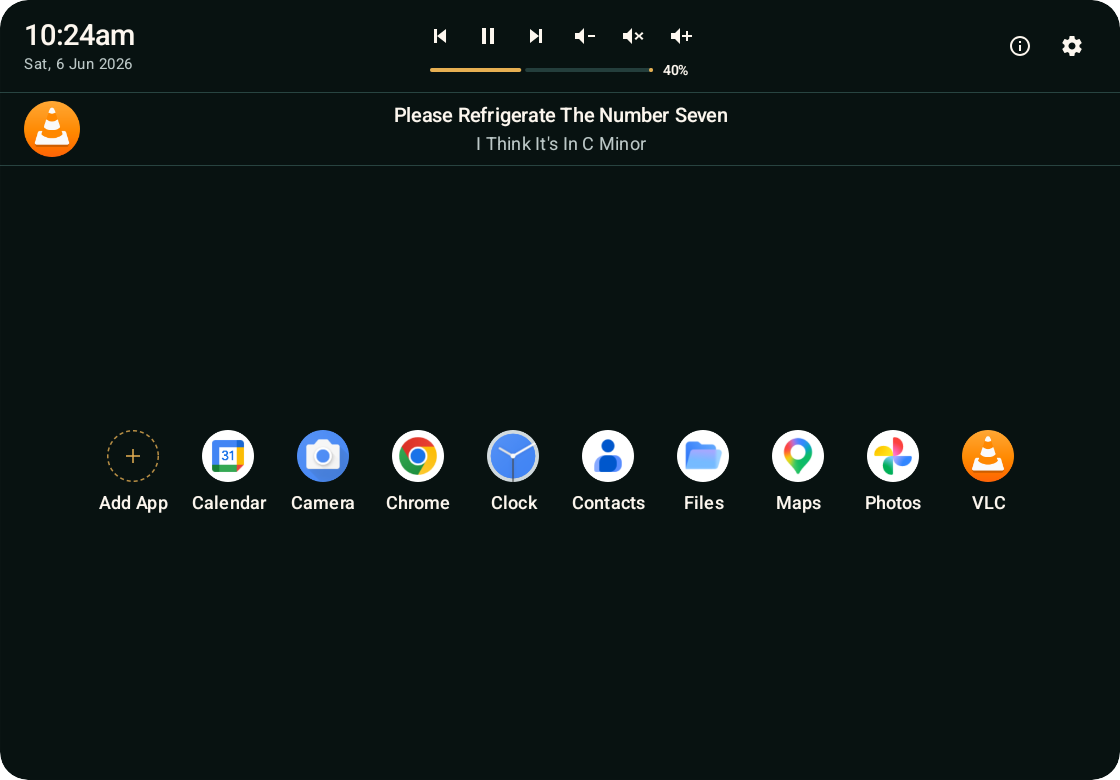 10:24am
Sat, 6 Jun 2026
40%
Please Refrigerate The Number Seven
I Think It's In C Minor
31
Add App
Calendar
Camera
Chrome
Clock
Contacts
Files
Maps
Photos
VLC